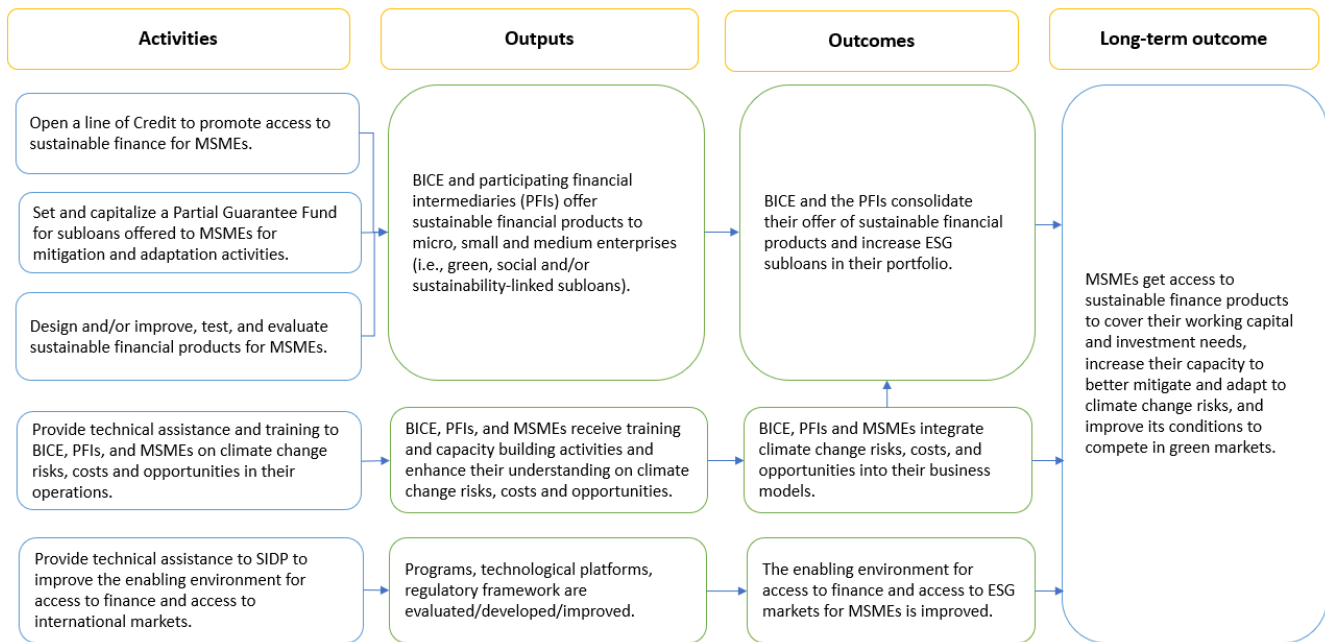 Activities
Outputs
Outcomes
Long-term outcome
Open a line of Credit to promote access to
sustainable finance for MSMEs.
Set and capitalize a Partial Guarantee Fund
for subloans offered to MSMEs for
mitigation and adaptation activities.
Design and/or improve, test, and evaluate
sustainable financial products for MSMEs.
BICE and participating financial
intermediaries (PFIs) offer
sustainable financial products to
micro, small and medium enterprises
(i.e., green, social and/or
sustainability-linked subloans).
BICE and the PFIs consolidate
their offer of sustainable financial
products and increase ESG
subloans in their portfolio.
MSMEs get access to
sustainable finance products
to cover their working capital
and investment needs,
increase their capacity to
better mitigate and adapt to
climate change risks, and
improve its conditions to
compete in green markets.
Provide technical assistance and training to
BICE, PFIs, and MSMEs on climate change
risks, costs and opportunities in their
operations.
BICE, PFIs, and MSMEs receive training
and capacity building activities and
enhance their understanding on climate
change risks, costs and opportunities.
BICE, PFIs and MSMEs integrate
climate change risks, costs, and
opportunities into their business
models.
Provide technical assistance to SIDP to
improve the enabling environment for
access to finance and access to
international markets.
Programs, technological platforms,
regulatory framework are
evaluated/developed/improved.
The enabling environment for
access to finance and access to ESG
markets for MSMEs is improved.